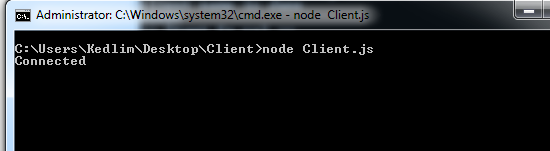 Administrator: C:\Windows\system32\cmd.exe - node  Client.js
C:\Users\Kedlim\Desktop\Client>node Client.js
Connected